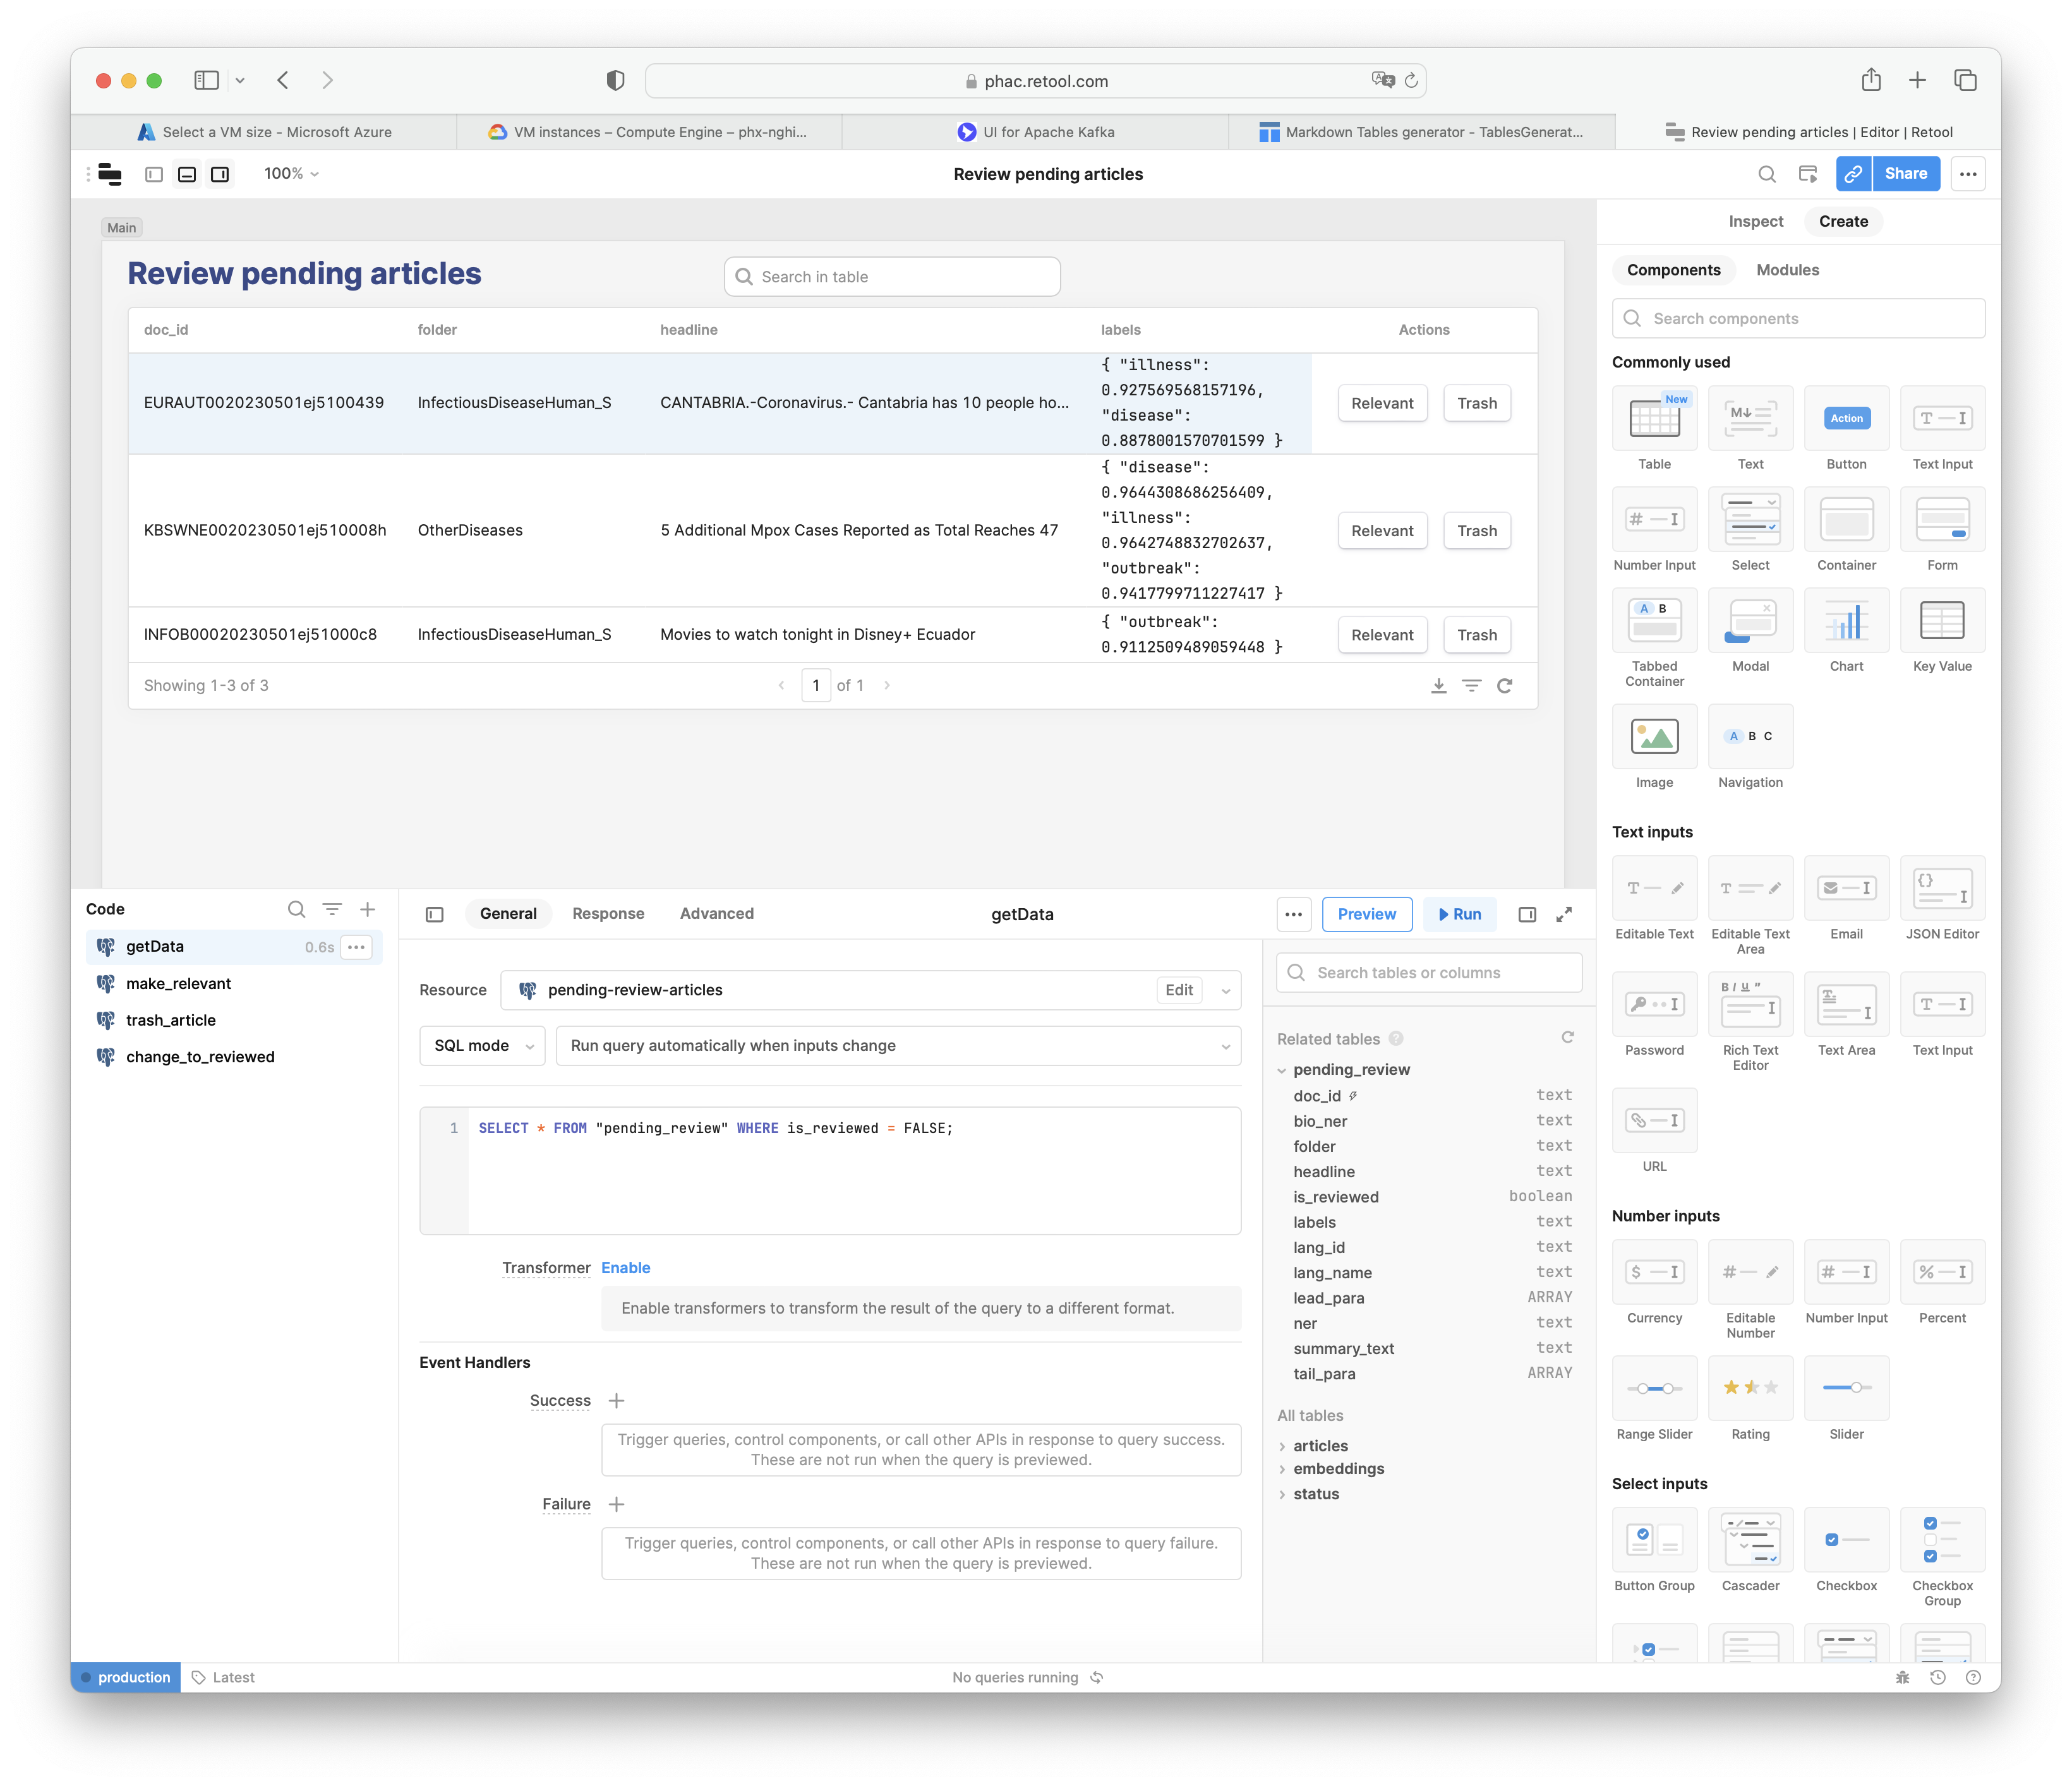 phac.retool.com
Select a VM size - Microsoft Azure
VM instances – Compute Engine – phx-nghi...
UI for Apache Kafka
Markdown Tables generator - TablesGenerat...
Review pending articles | Editor | Retool
100%
Review pending articles
Share
Main
Review pending articles
Search in table
doc_id folder headline labels Actions
EURAUT0020230501ej5100439 InfectiousDiseaseHuman_S CANTABRIA.-Coronavirus.- Cantabria has 10 people ho...
{ "illness":
0.927569568157196,
"disease":
0.8878001570701599 }
Relevant Trash
KBSWNE0020230501ej510008h OtherDiseases 5 Additional Mpox Cases Reported as Total Reaches 47
{ "disease":
0.9644308686256409,
"illness":
0.9642748832702637,
"outbreak":
0.9417799711227417 }
Relevant Trash
INFOB00020230501ej51000c8 InfectiousDiseaseHuman_S Movies to watch tonight in Disney+ Ecuador
{ "outbreak":
0.9112509489059448 }
Relevant Trash
Showing 1-3 of 3
1 of 1
Code
getData 0.6s
make_relevant
trash_article
change_to_reviewed
General Response Advanced
getData
Preview
Run
Resource
pending-review-articles
Edit
SQL mode
Run query automatically when inputs change
1 SELECT * FROM "pending_review" WHERE is_reviewed = FALSE;
Transformer Enable
Enable transformers to transform the result of the query to a different format.
Event Handlers
Success
Trigger queries, control components, or call other APIs in response to query success.
These are not run when the query is previewed.
Failure
Trigger queries, control components, or call other APIs in response to query failure.
These are not run when the query is previewed.
Search tables or columns
Related tables ?
pending_review
doc_id text
bio_ner text
folder text
headline text
is_reviewed boolean
labels text
lang_id text
lang_name text
lead_para ARRAY
ner text
summary_text text
tail_para ARRAY
All tables
articles
embeddings
status
Inspect Create
Components Modules
Search components
Commonly used
New
M
Action
T
Table Text Button Text Input
#
Number Input Select Container Form
A B
Tabbed
Container
Modal Chart Key Value
A B C
Image Navigation
Text inputs
T T {}
Editable Text
Editable Text
Area
Email JSON Editor
B I U "
T T
Password
Rich Text
Editor
Text Area Text Input
URL
Number inputs
$ # # %
Currency
Editable
Number
Number Input Percent
Range Slider Rating Slider
Select inputs
Button Group Cascader Checkbox
Checkbox
Group
production
Latest
No queries running
?